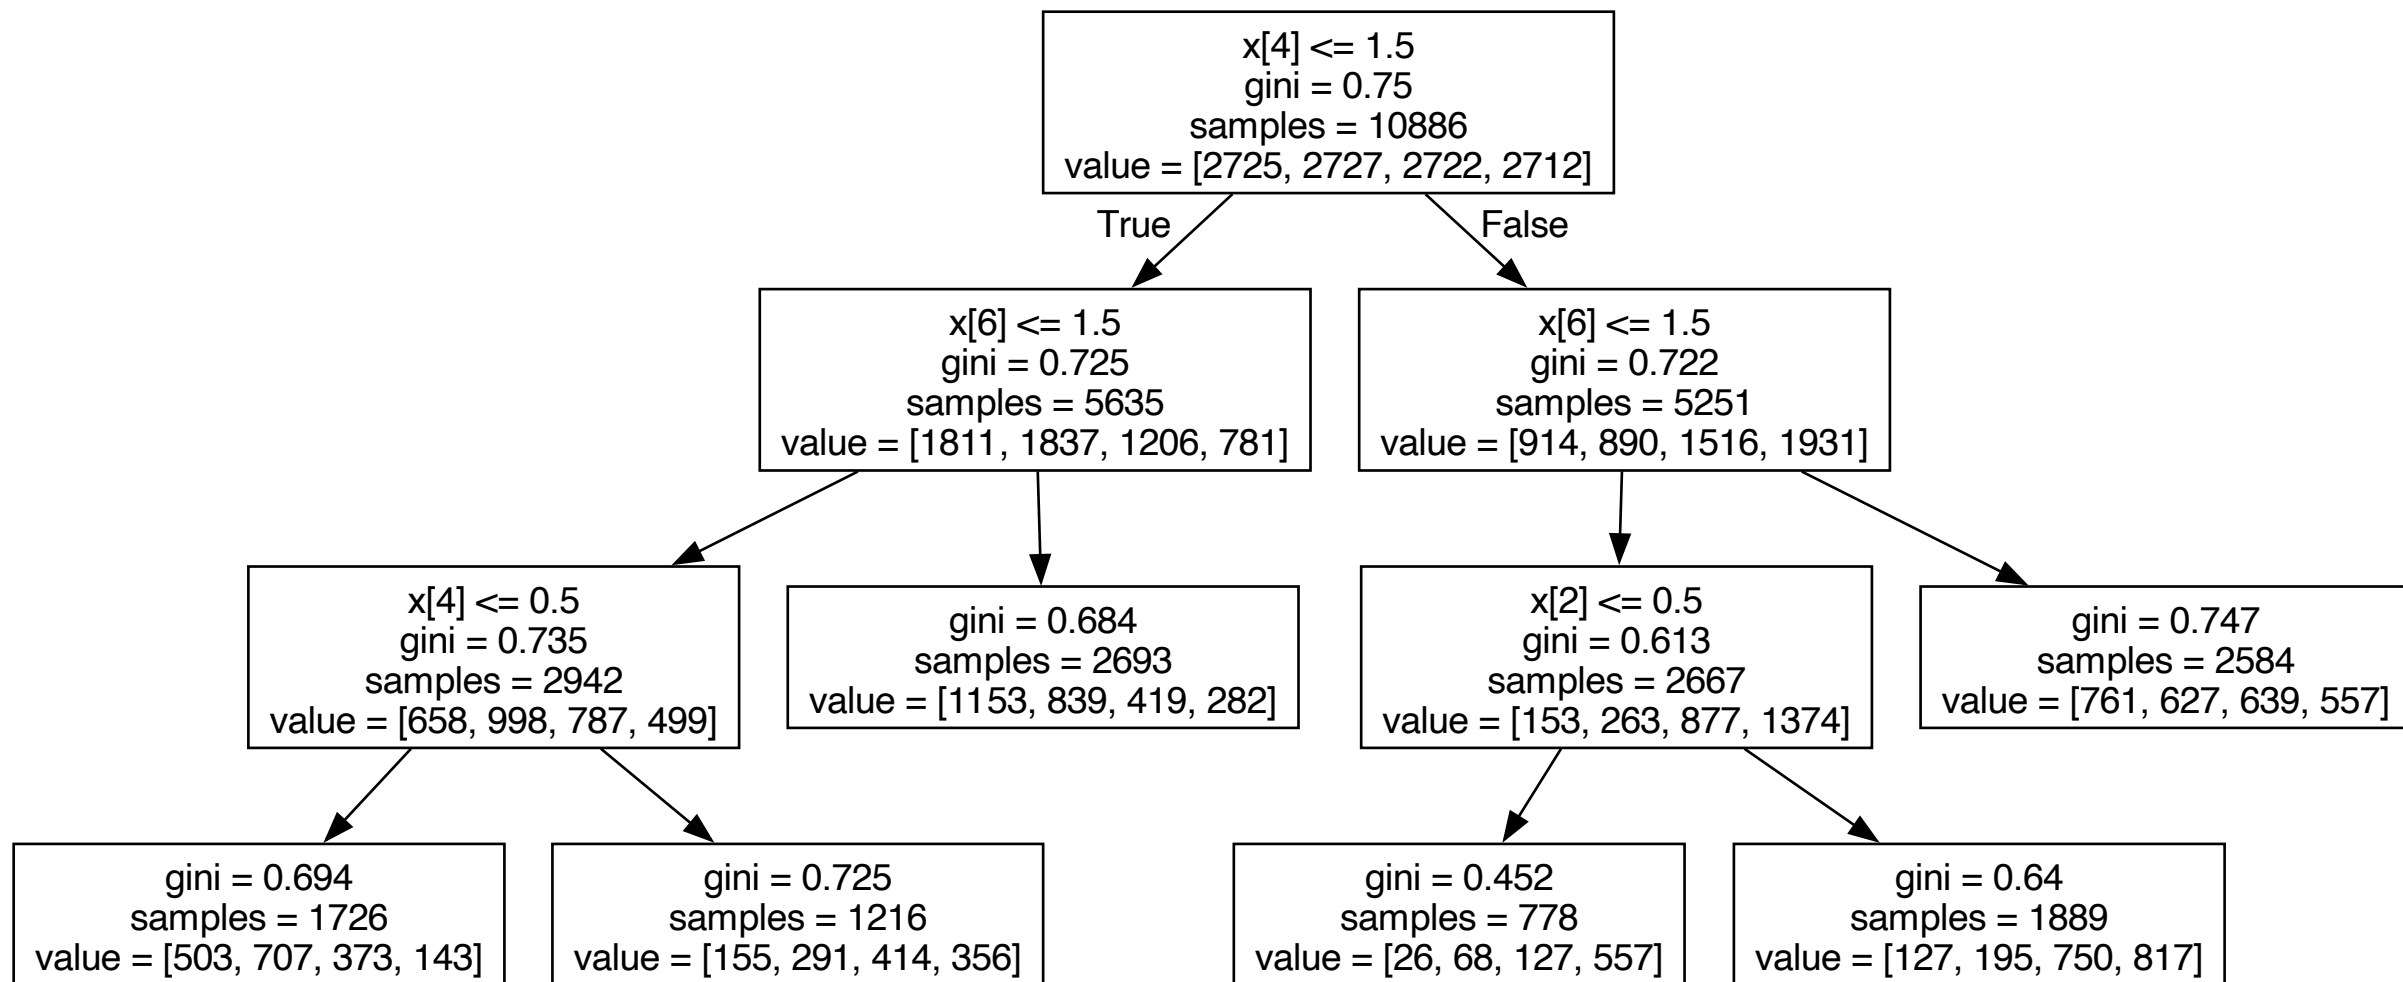 x[4] <= 1.5
gini = 0.75
samples = 10886
value = [2725, 2727, 2722, 2712]
True
False
x[6] <= 1.5
gini = 0.725
samples = 5635
value = [1811, 1837, 1206, 781]
x[6] <= 1.5
gini = 0.722
samples = 5251
value = [914, 890, 1516, 1931]
x[4] <= 0.5
gini = 0.735
samples = 2942
value = [658, 998, 787, 499]
gini = 0.684
samples = 2693
value = [1153, 839, 419, 282]
x[2] <= 0.5
gini = 0.613
samples = 2667
value = [153, 263, 877, 1374]
gini = 0.747
samples = 2584
value = [761, 627, 639, 557]
gini = 0.694
samples = 1726
value = [503, 707, 373, 143]
gini = 0.725
samples = 1216
value = [155, 291, 414, 356]
gini = 0.452
samples = 778
value = [26, 68, 127, 557]
gini = 0.64
samples = 1889
value = [127, 195, 750, 817]